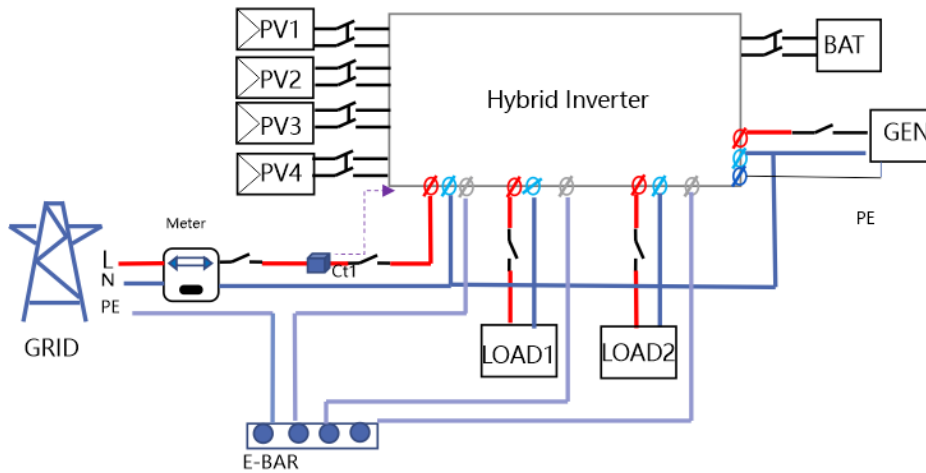 PV1
PV2
PV3
PV4
Hybrid Inverter
BAT
GEN
PE
Meter
L
N
PE
Ct1
GRID
LOAD1
LOAD2
E-BAR